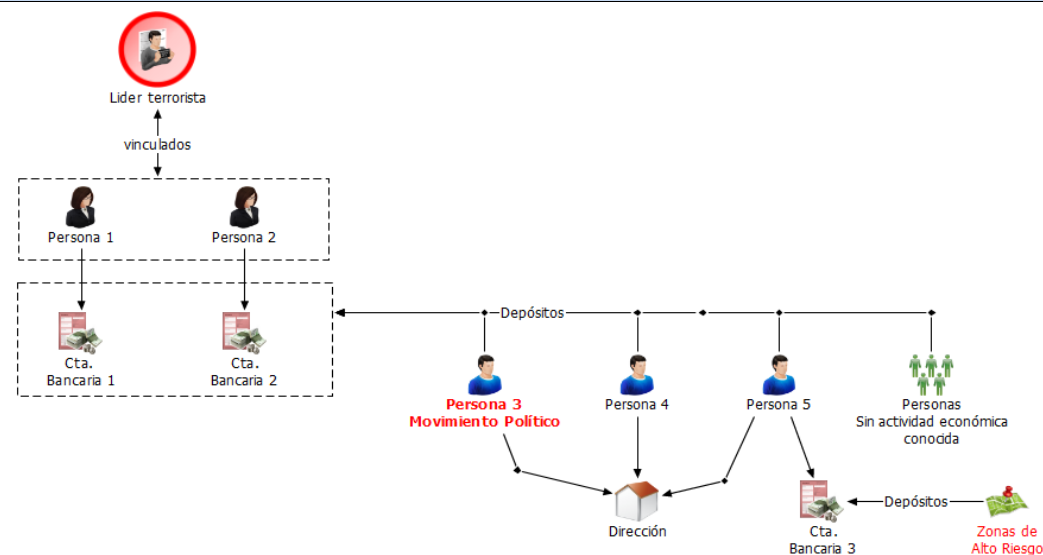 Lider terrorista
vinculados
Persona 1
Persona 2
Cta.
Bancaria 1
Cta.
Bancaria 2
Depósitos
Persona 3
Movimiento Político
Persona 4
Persona 5
Personas
Sin actividad económica
conocida
Dirección
Cta.
Bancaria 3
Depósitos
Zonas de
Alto Riesgo